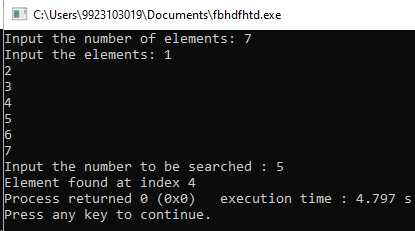 C:\Users\9923103019\Documents\fbhdfhtd.exe
Input the number of elements: 7
Input the elements: 1
2
3
4
5
6
7
Input the number to be searched : 5
Element found at index 4
Process returned 0 (0x0)   execution time : 4.797 s
Press any key to continue.